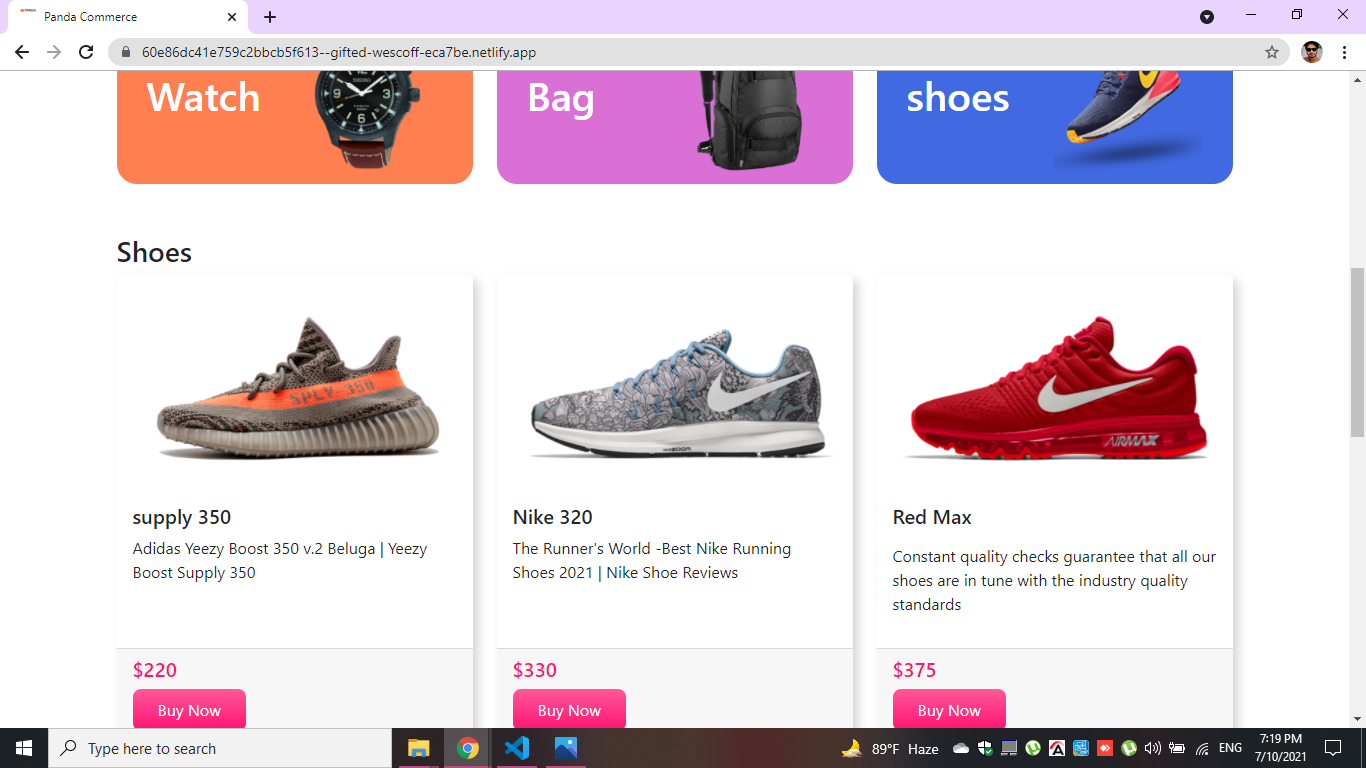 Panda Commerce
60e86dc41e759c2bbcb5f613--gifted-wescoff-eca7be.netlify.app
Watch
Bag
shoes
SEIKO
Shoes
SPLY-350
ZOOM
AIRMAX
supply 350
Nike 320
Red Max
Adidas Yeezy Boost 350 v.2 Beluga | Yeezy
Boost Supply 350
The Runner's World -Best Nike Running
Shoes 2021 | Nike Shoe Reviews
Constant quality checks guarantee that all our
shoes are in tune with the industry quality
standards
$220
$330
$375
Buy Now
Buy Now
Buy Now
Type here to search
89°F Haze
ENG
7:19 PM
7/10/2021